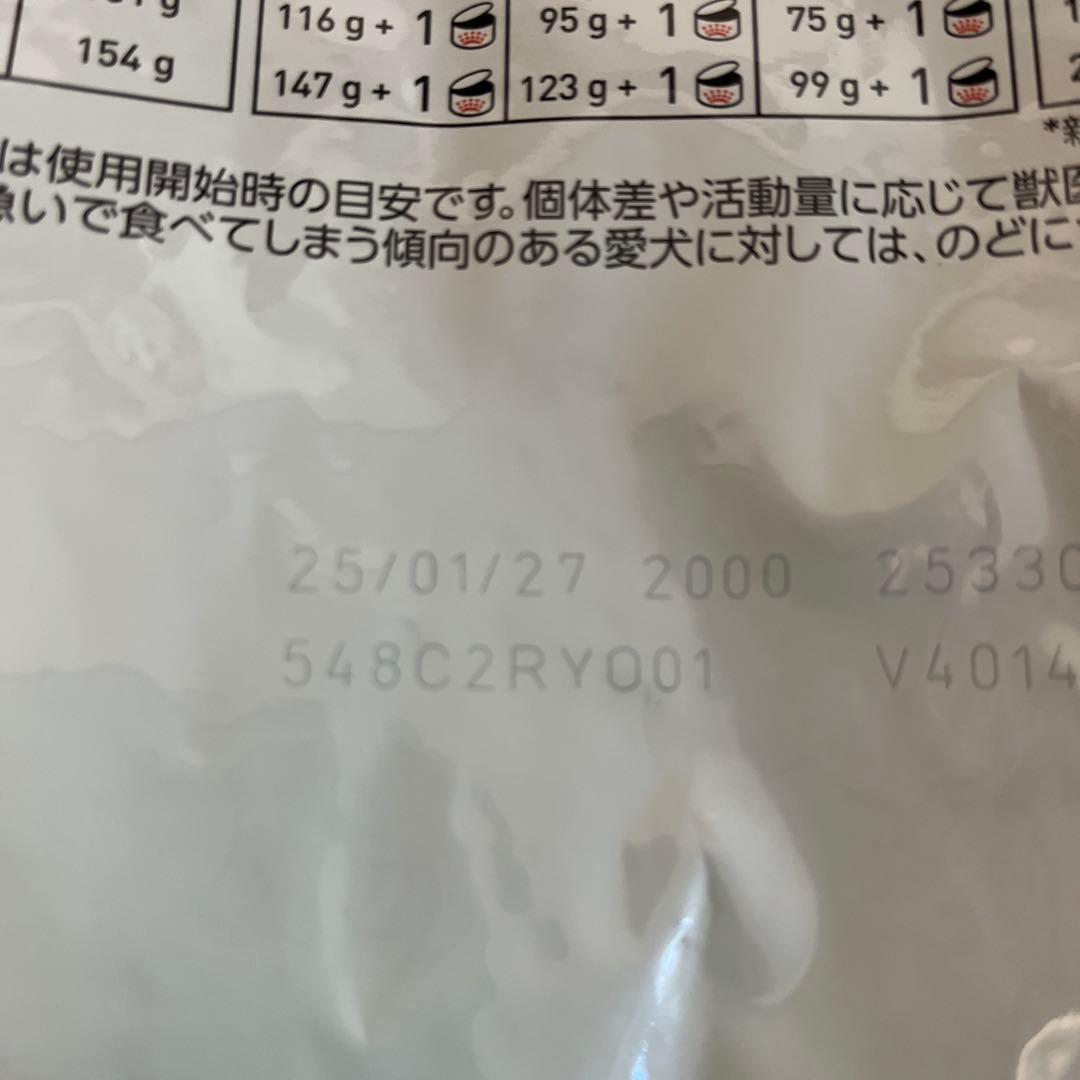 116 g + 1 95 g + 1 75 g + 1
154 g 147 g + 1 123 g + 1 99 g + 1
*新
は使用開始時の目安です。個体差や活動量に応じて獣医
いで食べてしまう傾向のある愛犬に対しては、のどに
25/01/27 2000 25330
548C2RY001 V4014